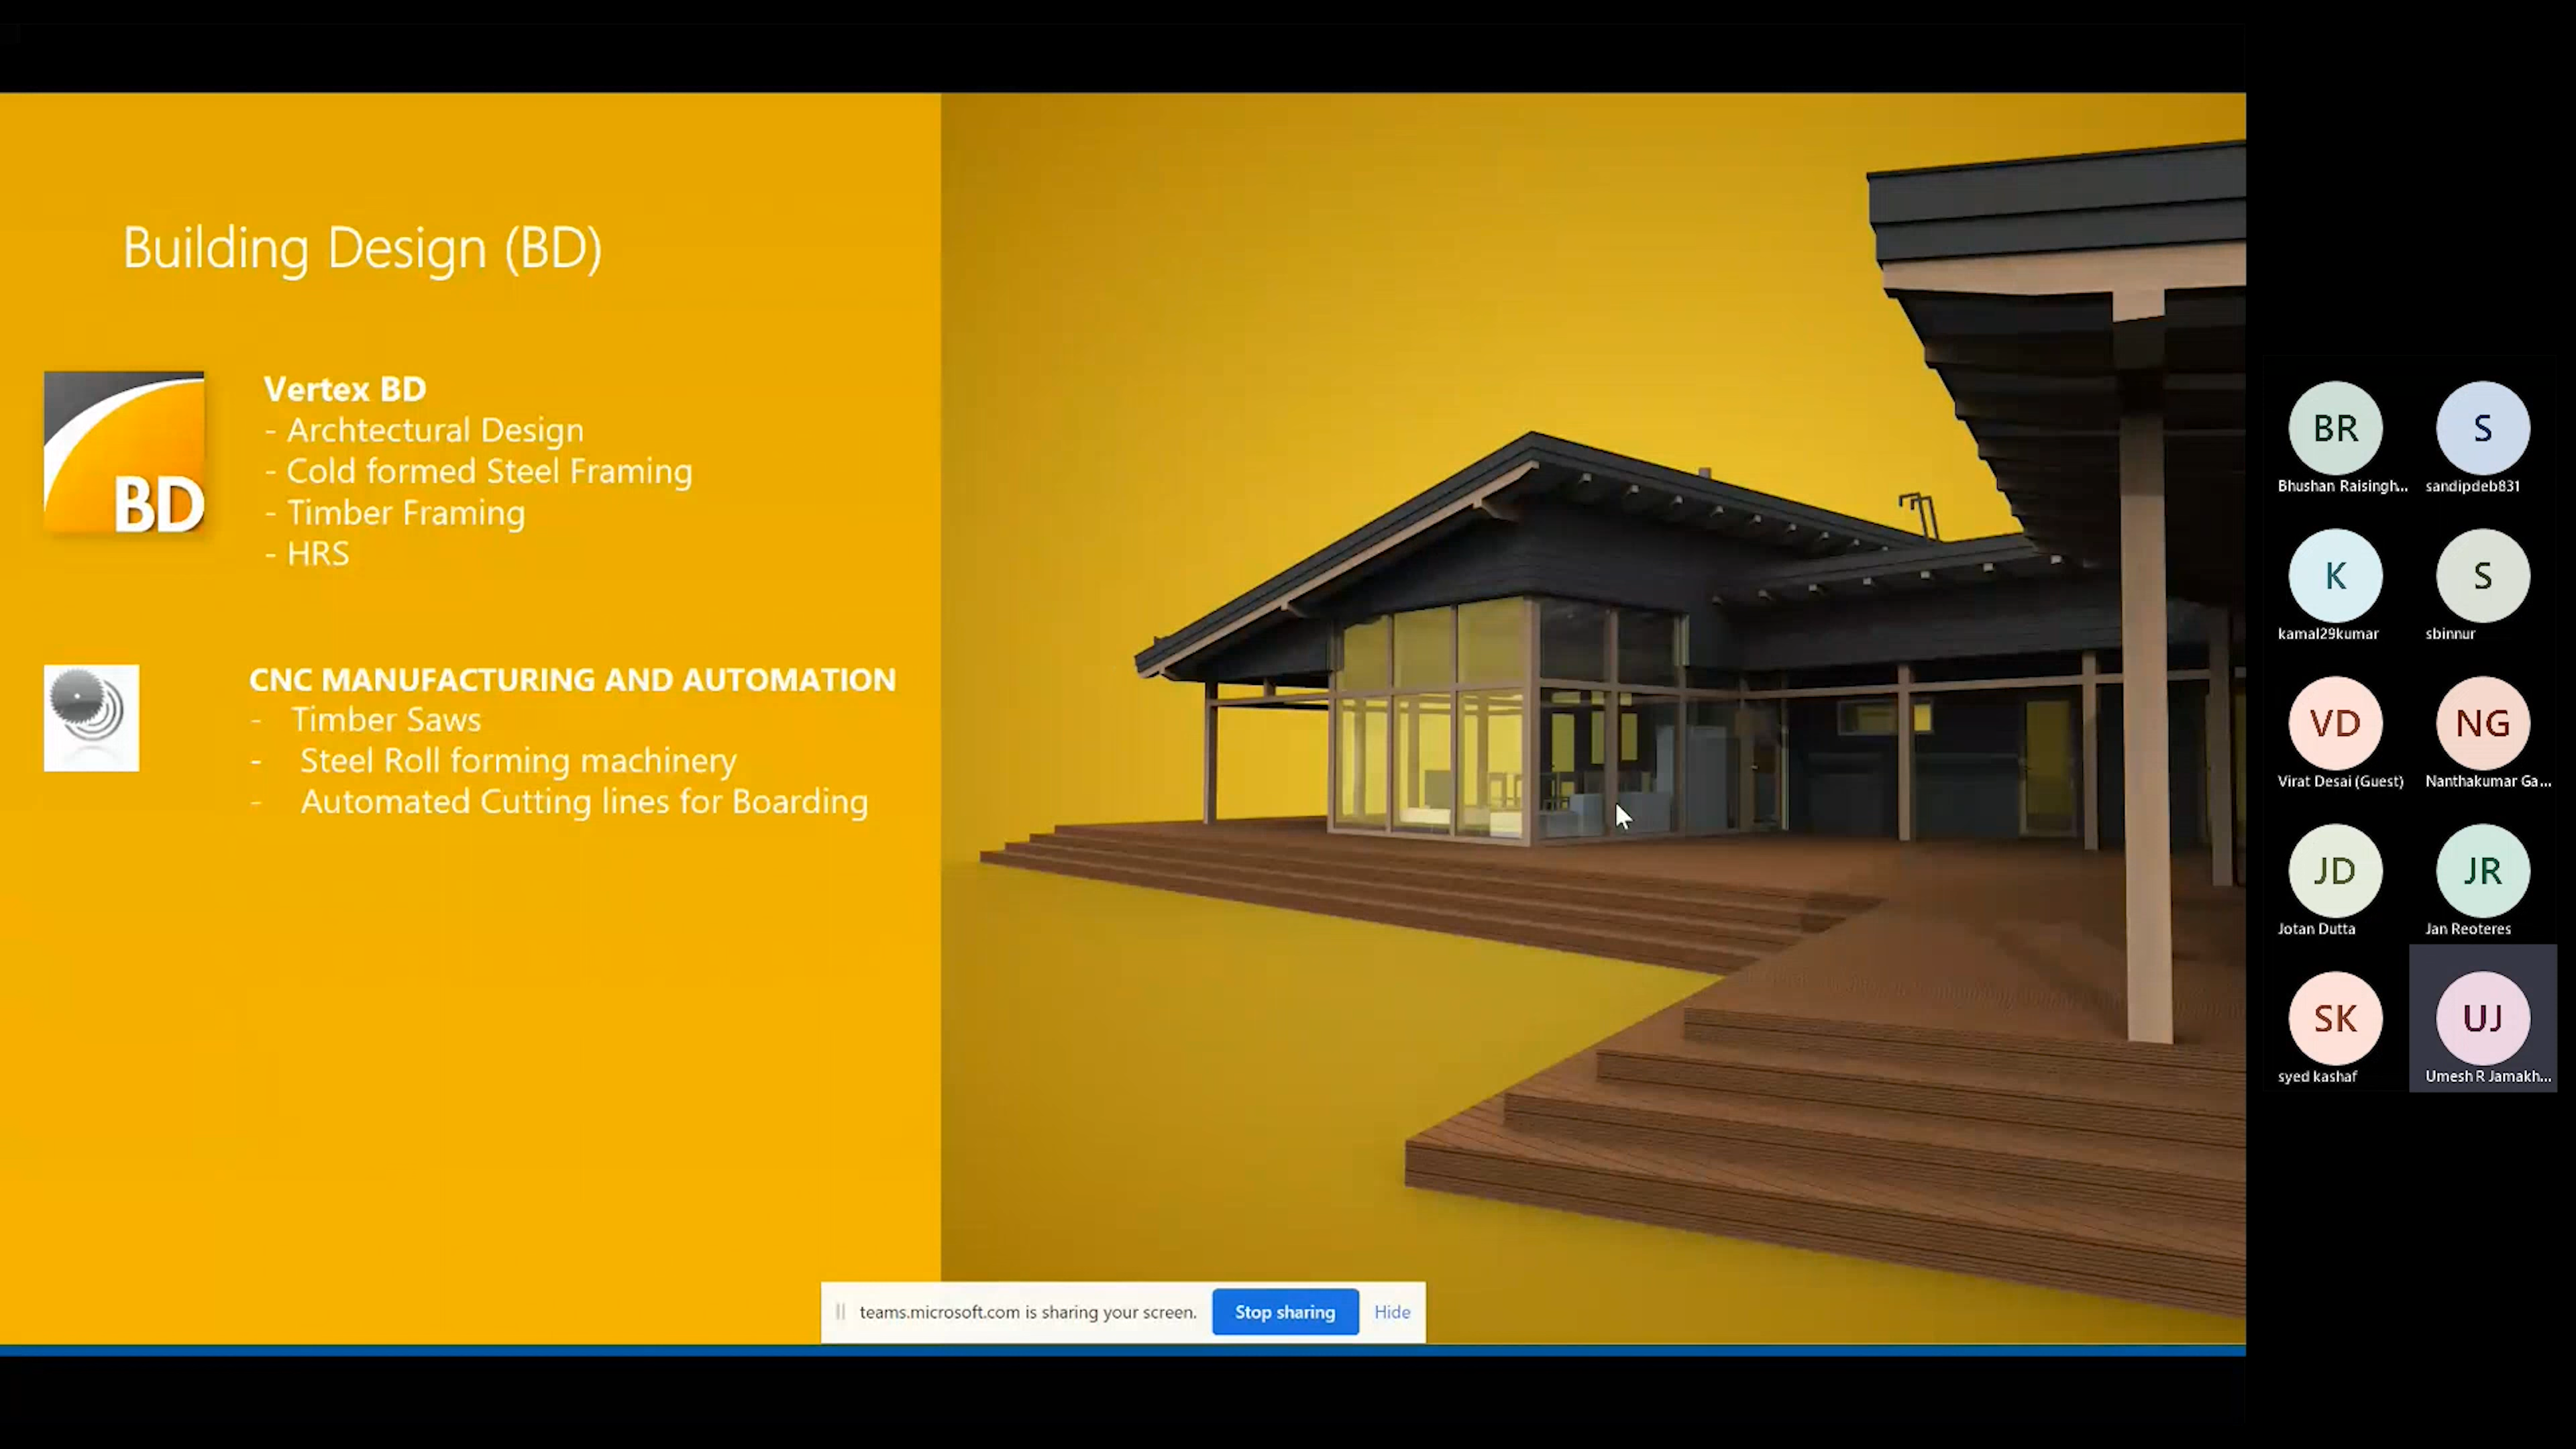 Building Design (BD)
BD
Vertex BD
- Archtectural Design
- Cold formed Steel Framing
- Timber Framing
- HRS
CNC MANUFACTURING AND AUTOMATION
- Timber Saws
- Steel Roll forming machinery
- Automated Cutting lines for Boarding
teams.microsoft.com is sharing your screen. Stop sharing Hide
BR S
Bhushan Raisingh... sandipdeb831
K S
kamal29kumar sbinnur
VD NG
Virat Desai (Guest) Nanthakumar Ga...
JD JR
Jotan Dutta Jan Reoteres
SK UJ
syed kashaf Umesh R Jamakh...